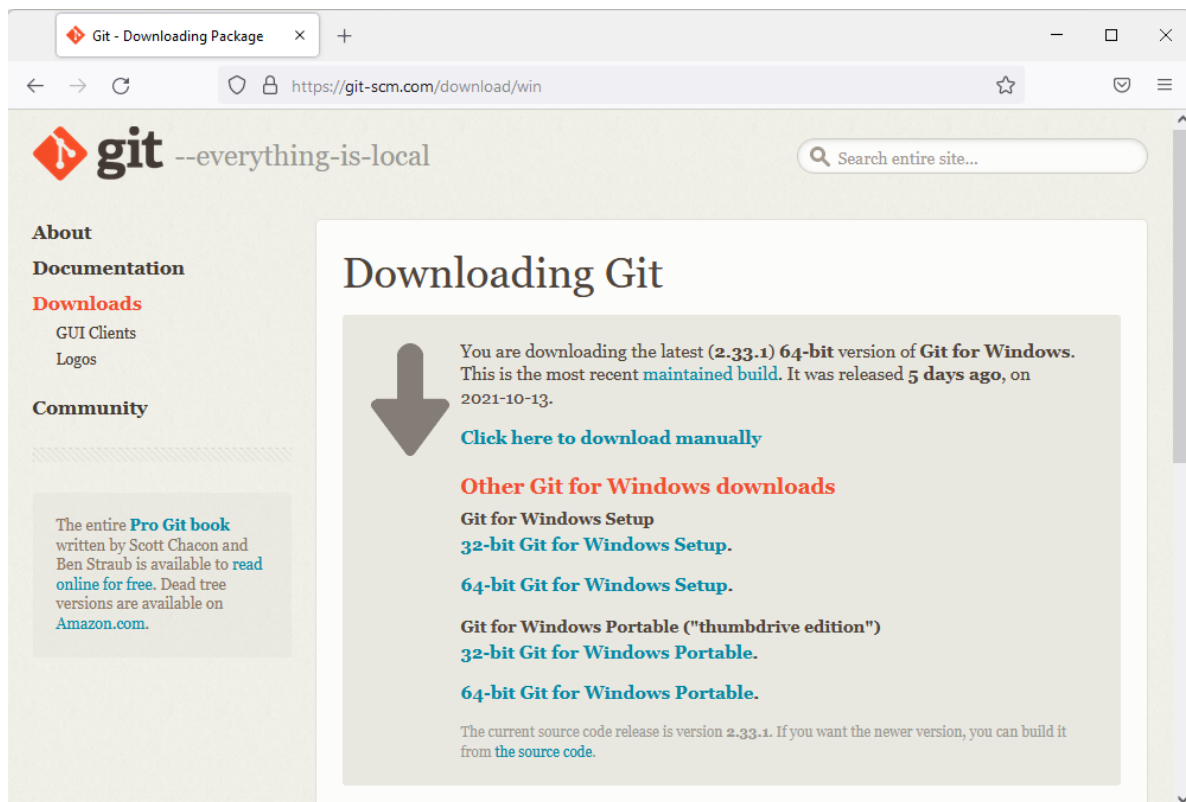 Git - Downloading Package
https://git-scm.com/download/win
git --everything-is-local
Search entire site...
About
Documentation
Downloads
GUI Clients
Logos
Community
The entire Pro Git book
written by Scott Chacon and
Ben Straub is available to read
online for free. Dead tree
versions are available on
Amazon.com.
Downloading Git
You are downloading the latest (2.33.1) 64-bit version of Git for Windows.
This is the most recent maintained build. It was released 5 days ago, on
2021-10-13.
Click here to download manually
Other Git for Windows downloads
Git for Windows Setup
32-bit Git for Windows Setup.
64-bit Git for Windows Setup.
Git for Windows Portable ("thumbdrive edition")
32-bit Git for Windows Portable.
64-bit Git for Windows Portable.
The current source code release is version 2.33.1. If you want the newer version, you can build it
from the source code.